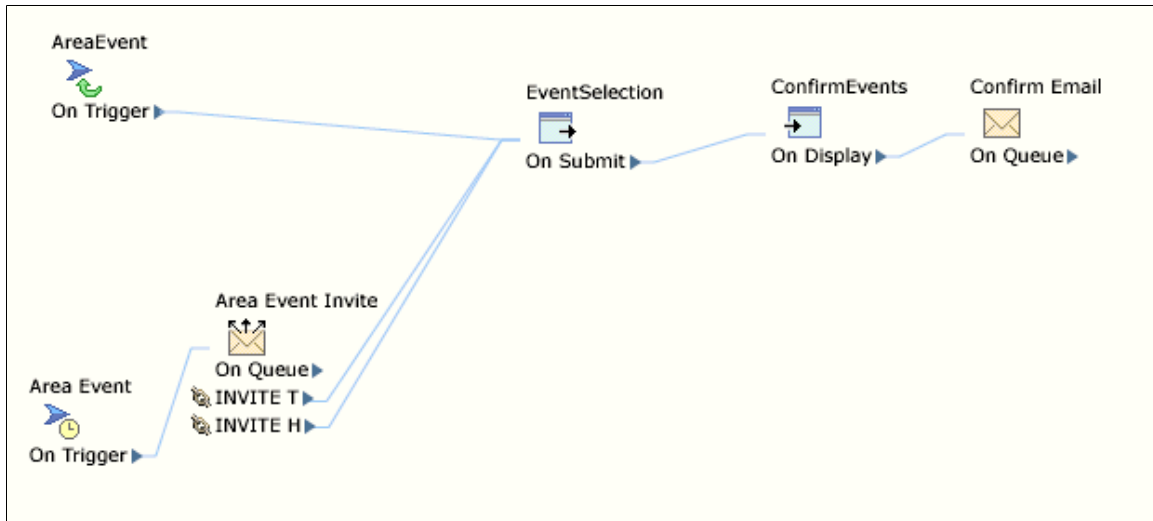 AreaEvent
On Trigger
EventSelection
On Submit
ConfirmEvents
On Display
Confirm Email
On Queue
Area Event Invite
On Queue
INVITE T
INVITE H
Area Event
On Trigger